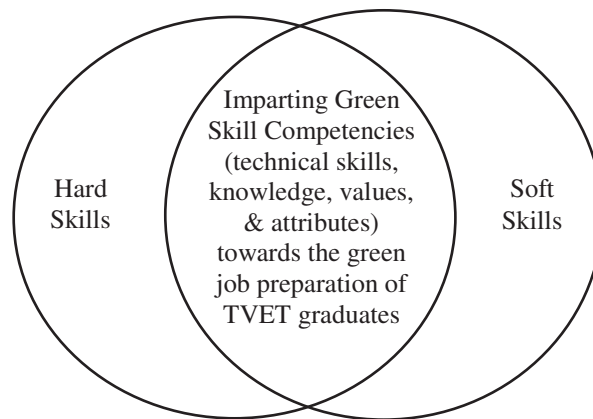 Hard
Skills
Imparting Green
Skill Competencies
(technical skills,
knowledge, values,
& attributes)
towards the green
job preparation of
TVET graduates
Soft
Skills